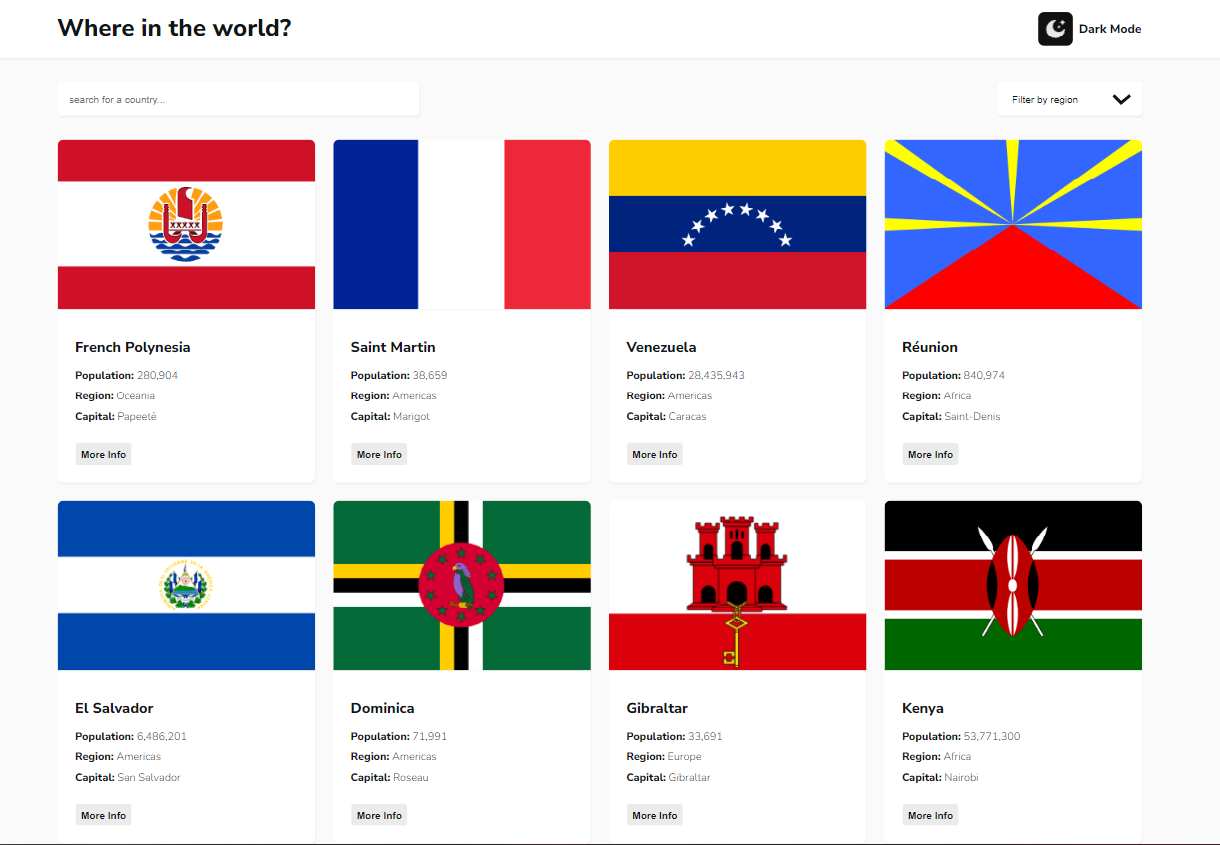 Where in the world?
Dark Mode
search for a country...
Filter by region
French Polynesia
Population: 280,904
Region: Oceania
Capital: Papeetē
More Info
Saint Martin
Population: 38,659
Region: Americas
Capital: Marigot
More Info
Venezuela
Population: 28,435,943
Region: Americas
Capital: Caracas
More Info
Réunion
Population: 840,974
Region: Africa
Capital: Saint-Denis
More Info
El Salvador
Population: 6,486,201
Region: Americas
Capital: San Salvador
More Info
Dominica
Population: 71,991
Region: Americas
Capital: Roseau
More Info
Gibraltar
Population: 33,691
Region: Europe
Capital: Gibraltar
More Info
Kenya
Population: 53,771,300
Region: Africa
Capital: Nairobi
More Info